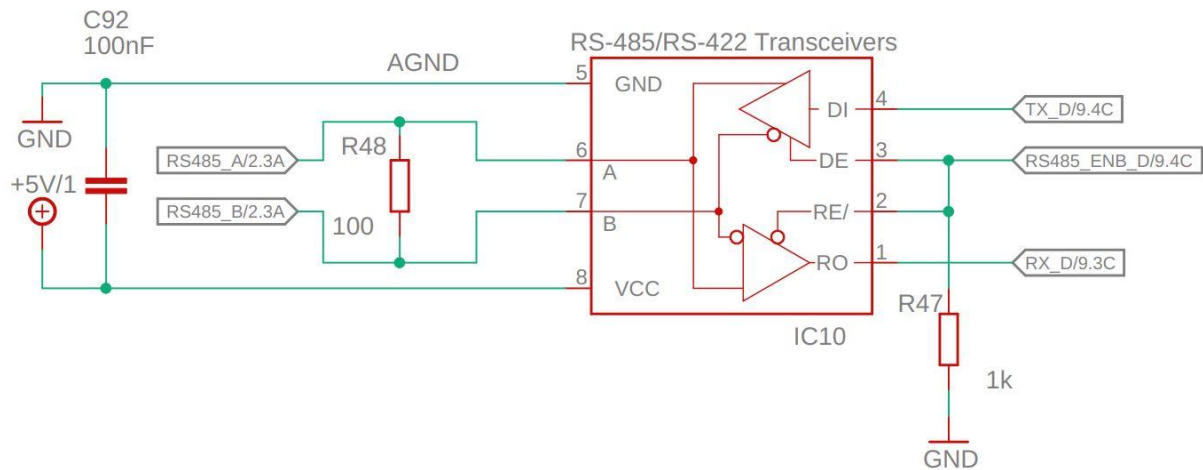 C92
100nF
RS-485/RS-422 Transceivers
AGND
5
GND
GND
4
DI
TX_D/9.4C
R48
RS485_A/2.3A
6
A
3
DE
RS485_ENB_D/9.4C
+5V/1
RS485_B/2.3A
100
7
B
2
RE/
1
RO
RX_D/9.3C
8
VCC
R47
IC10
1k
GND